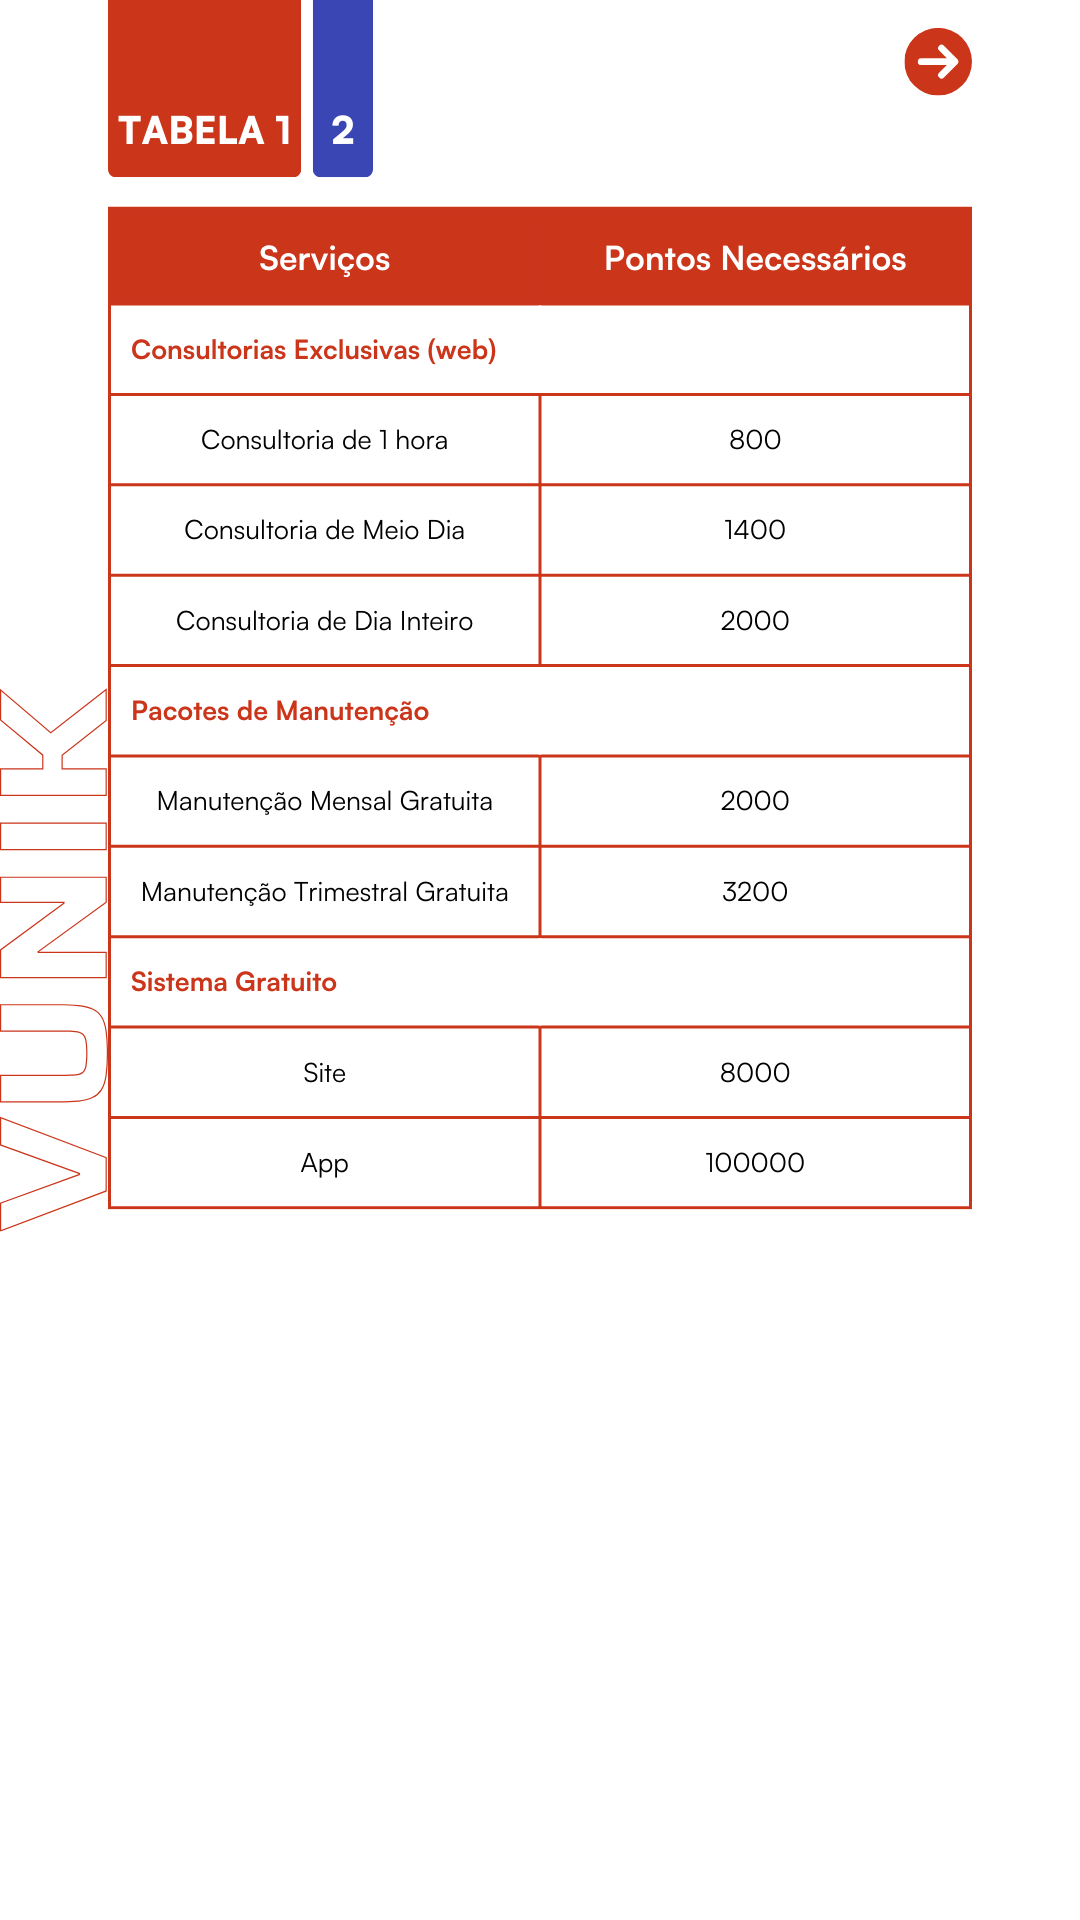 TABELA 1
2
Serviços Pontos Necessários
Consultorias Exclusivas (web)
Consultoria de 1 hora 800
Consultoria de Meio Dia 1400
Consultoria de Dia Inteiro 2000
Pacotes de Manutenção
Manutenção Mensal Gratuita 2000
Manutenção Trimestral Gratuita 3200
Sistema Gratuito
Site 8000
App 100000
VUNIK